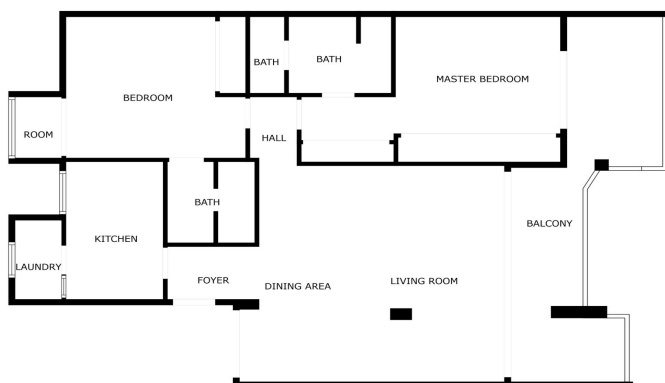 BATH
BATH
MASTER BEDROOM
BEDROOM
ROOM
HALL
BATH
BALCONY
KITCHEN
LAUNDRY
FOYER
DINING AREA
LIVING ROOM